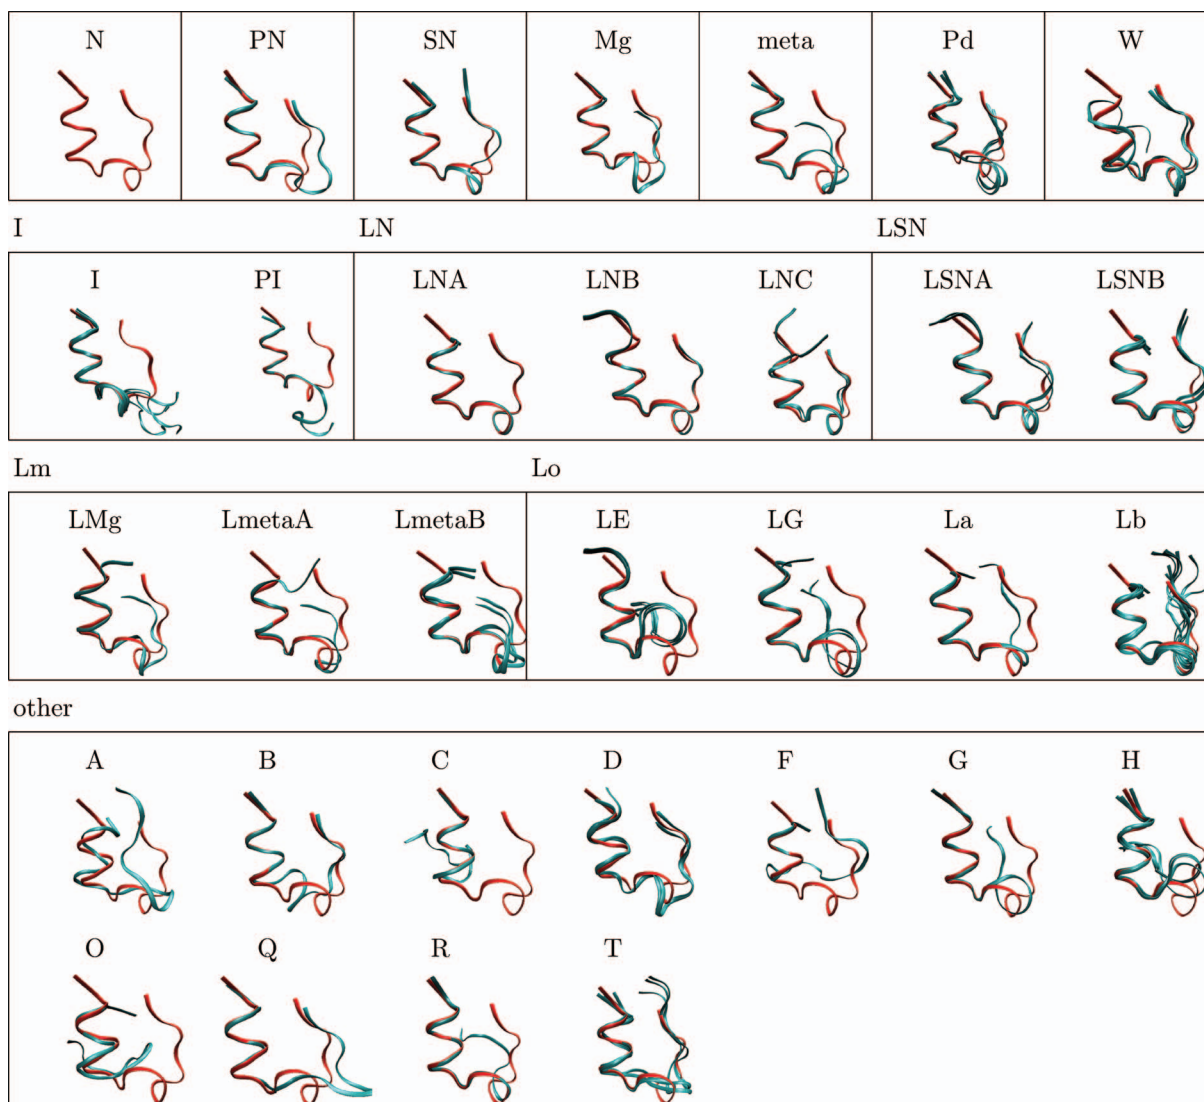 N PN SN Mg meta Pd W
I LN LSN
I PI LNA LNB LNC LSNA LSNB
Lm Lo
LMg LmetaA LmetaB LE LG La Lb
other
A B C D F G H
O Q R T